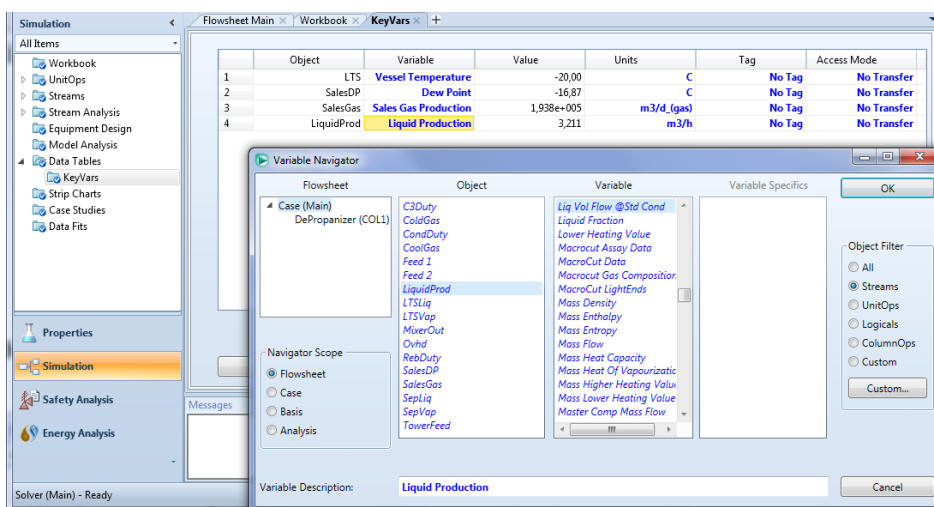 Simulation
All Items
Workbook
UnitOps
Streams
Stream Analysis
Equipment Design
Model Analysis
Data Tables
KeyVars
Strip Charts
Case Studies
Data Fits
Properties
Simulation
Safety Analysis
Energy Analysis
Solver (Main) - Ready
Flowsheet Main Workbook KeyVars +
Object Variable Value Units Tag Access Mode
1 LTS Vessel Temperature -20,00 C No Tag No Transfer
2 SalesDP Dew Point -16,87 C No Tag No Transfer
3 SalesGas Sales Gas Production 1,938e+005 m3/d_(gas) No Tag No Transfer
4 LiquidProd Liquid Production 3,211 m3/h No Tag No Transfer
Messages
Variable Navigator
Flowsheet
Case (Main)
DePropanizer (COL1)
Navigator Scope
Flowsheet
Case
Basis
Analysis
Object
C3Duty
ColdGas
CondDuty
CoolGas
Feed 1
Feed 2
LiquidProd
LTSLiq
LTSVap
MixerOut
Ovhd
RebDuty
SalesDP
SalesGas
SepLiq
SepVap
TowerFeed
Variable
Liq Vol Flow @Std Cond
Liquid Fraction
Lower Heating Value
Macrocut Assay Data
MacroCut Data
Macrocut Gas Composition
MacroCut LightEnds
Mass Density
Mass Enthalpy
Mass Entropy
Mass Flow
Mass Heat Capacity
Mass Heat Of Vapourizatic
Mass Higher Heating Valu
Mass Lower Heating Value
Master Comp Mass Flow
Variable Specifics
OK
Object Filter
All
Streams
UnitOps
Logicals
ColumnOps
Custom
Custom...
Variable Description: Liquid Production
Cancel